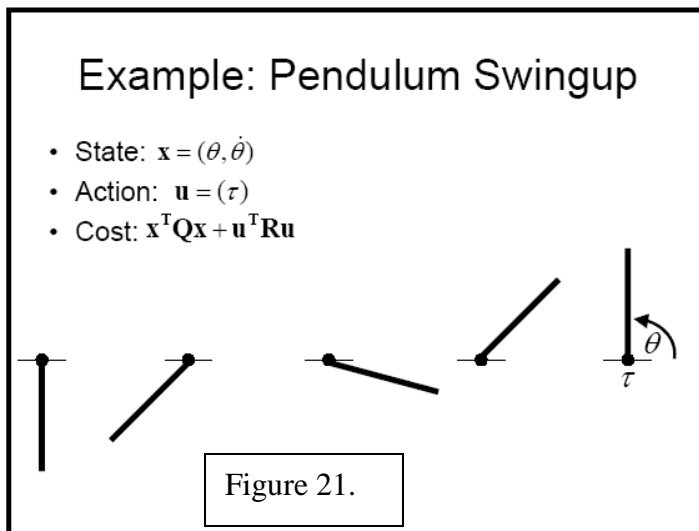 Example: Pendulum Swingup
• State: x = (θ, θ̇)
• Action: u = (τ)
• Cost: xᵀQx + uᵀRu
θ
τ
Figure 21.